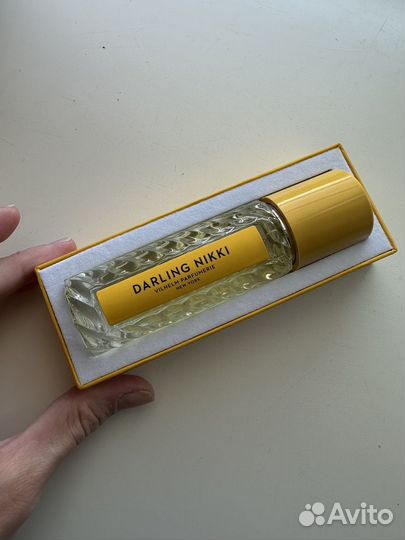 DARLING NIKKI
VILHELM PARFUMERIE
NEW YORK
Avito